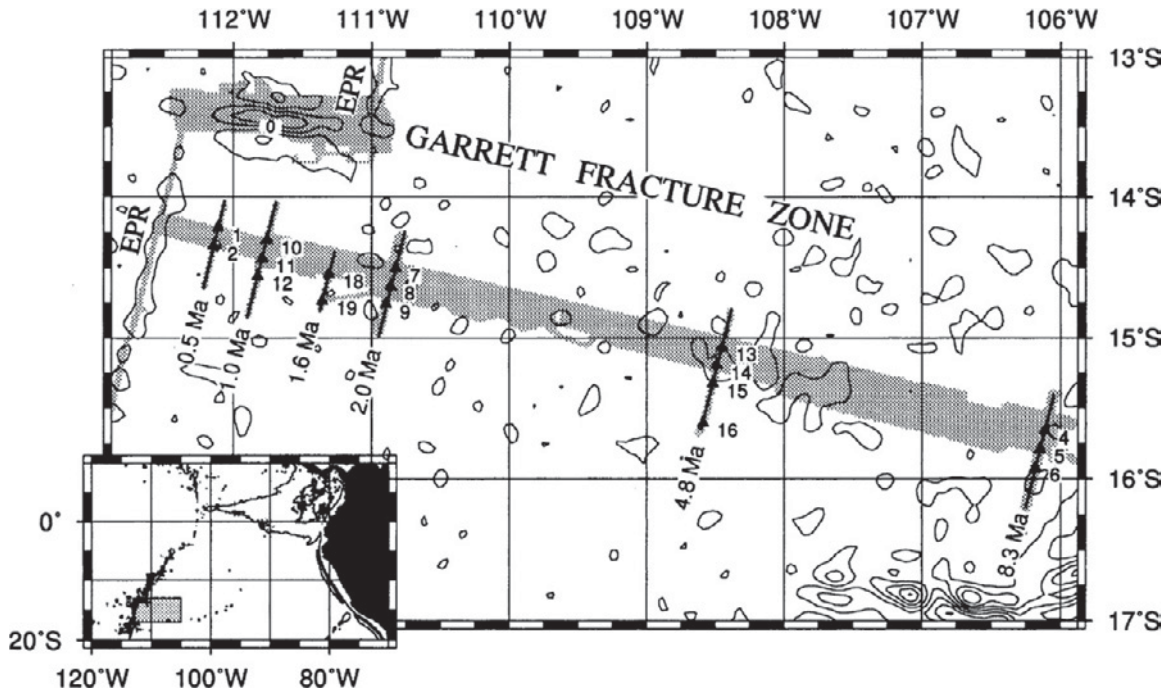 112°W 111°W 110°W 109°W 108°W 107°W 106°W
13°S
EPR
0
GARRETT FRACTURE ZONE
14°S
EPR
1
2
10
11
12
18
19
7
8
9
0.5 Ma
1.0 Ma
1.6 Ma
2.0 Ma
15°S
13
14
15
16
4.8 Ma
4
5
6
8.3 Ma
16°S
17°S
0°
20°S
120°W 100°W 80°W